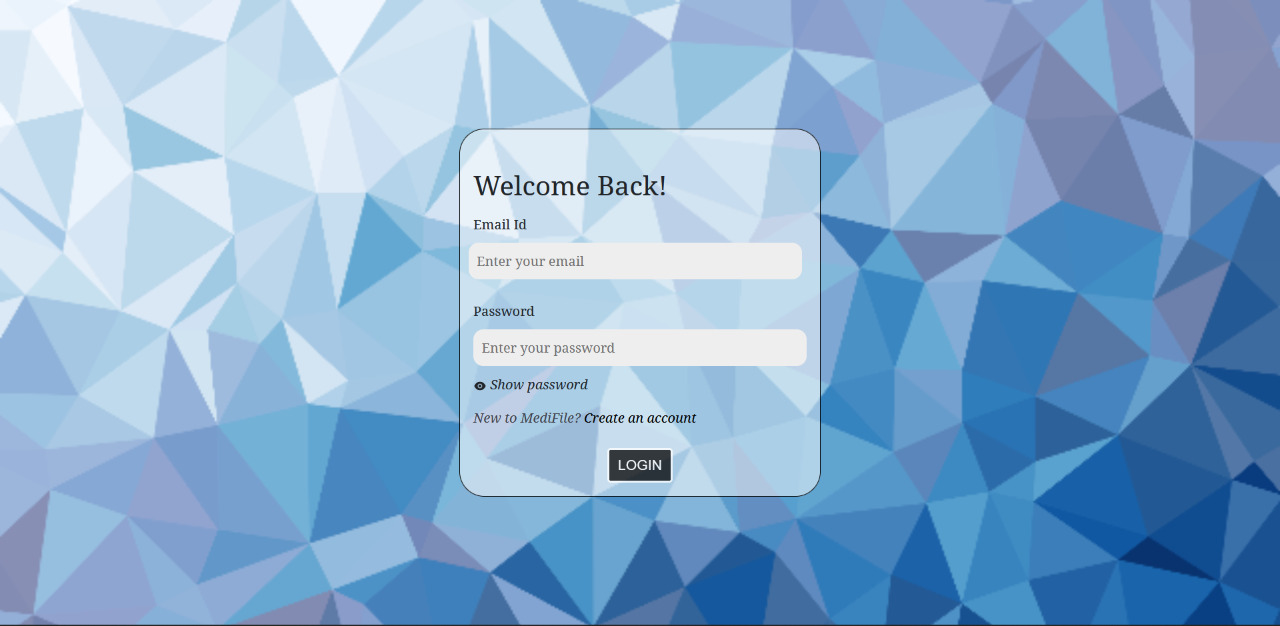 Welcome Back!
Email Id
Enter your email
Password
Enter your password
Show password
New to MediFile? Create an account
LOGIN